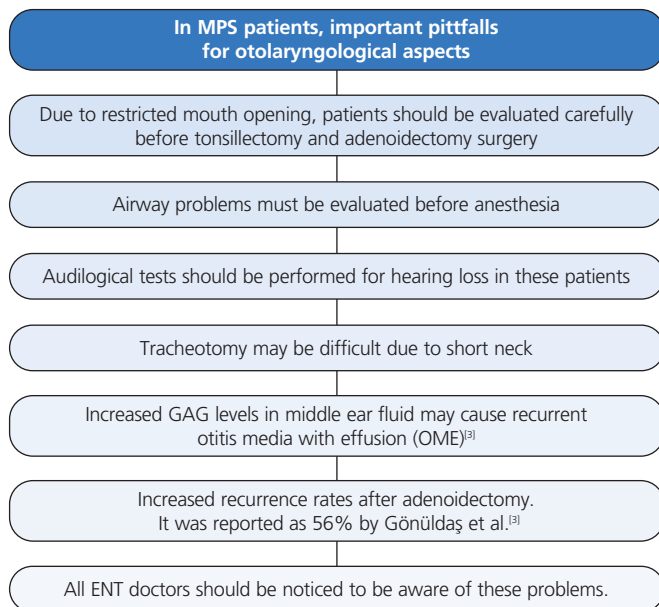 In MPS patients, important pittfalls
for otolaryngological aspects
Due to restricted mouth opening, patients should be evaluated carefully
before tonsillectomy and adenoidectomy surgery
Airway problems must be evaluated before anesthesia
Audilogical tests should be performed for hearing loss in these patients
Tracheotomy may be difficult due to short neck
Increased GAG levels in middle ear fluid may cause recurrent
otitis media with effusion (OME)[3]
Increased recurrence rates after adenoidectomy.
It was reported as 56% by Gönüldaş et al.[3]
All ENT doctors should be noticed to be aware of these problems.